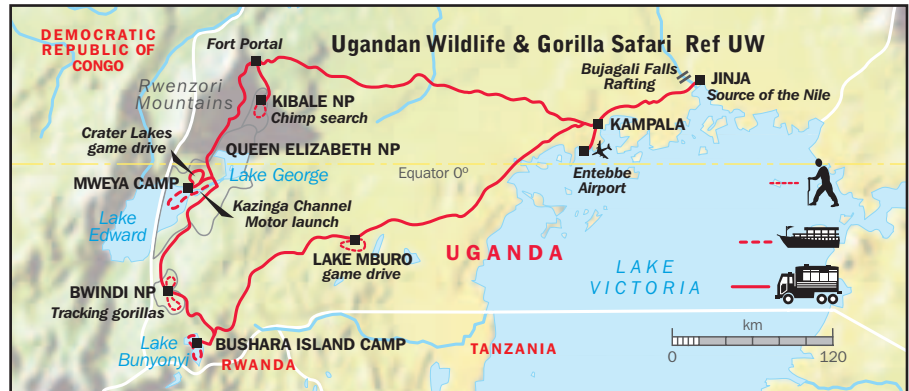 Ugandan Wildlife & Gorilla Safari Ref UW
DEMOCRATIC
REPUBLIC OF
CONGO
Fort Portal
Rwenzori
Mountains
KIBALE NP
Chimp search
Bujagali Falls
Rafting
JINJA
Source of the Nile
KAMPALA
Entebbe
Airport
Crater Lakes
game drive
QUEEN ELIZABETH NP
Lake George
Equator 0º
MWEYA CAMP
Kazinga Channel
Motor launch
Lake
Edward
LAKE MBURO
game drive
UGANDA
LAKE
VICTORIA
BWINDI NP
Tracking gorillas
Lake
Bunyonyi
BUSHARA ISLAND CAMP
RWANDA
TANZANIA
km
0 120